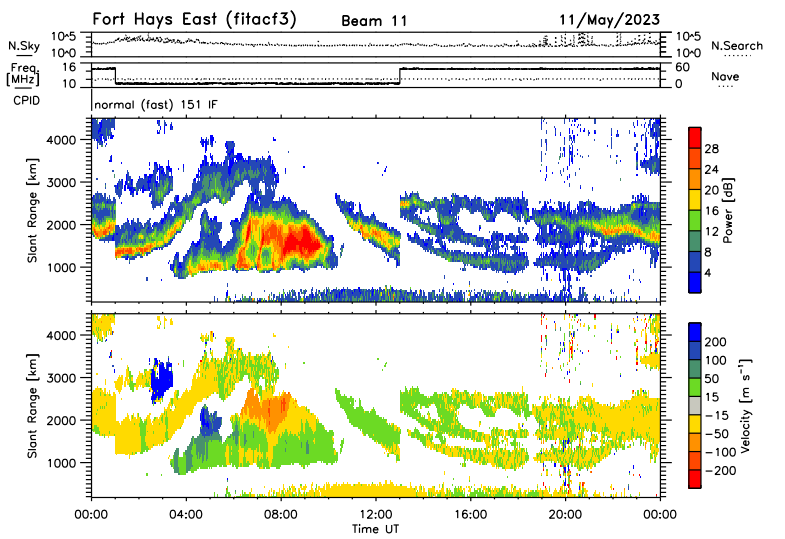 Fort Hays East (fitacf3) Beam 11 11/May/2023
N.Sky 10^5 10^0 10^5 10^0 N.Search
Freq. [MHz] 16 10 60 0 Nave
CPID normal (fast) 151 IF
Slant Range [km]
4000
3000
2000
1000
Power [dB]
28
24
20
16
12
8
4
Slant Range [km]
4000
3000
2000
1000
Velocity [m s⁻¹]
200
100
50
15
−15
−50
−100
−200
00:00 04:00 08:00 12:00 16:00 20:00 00:00
Time UT